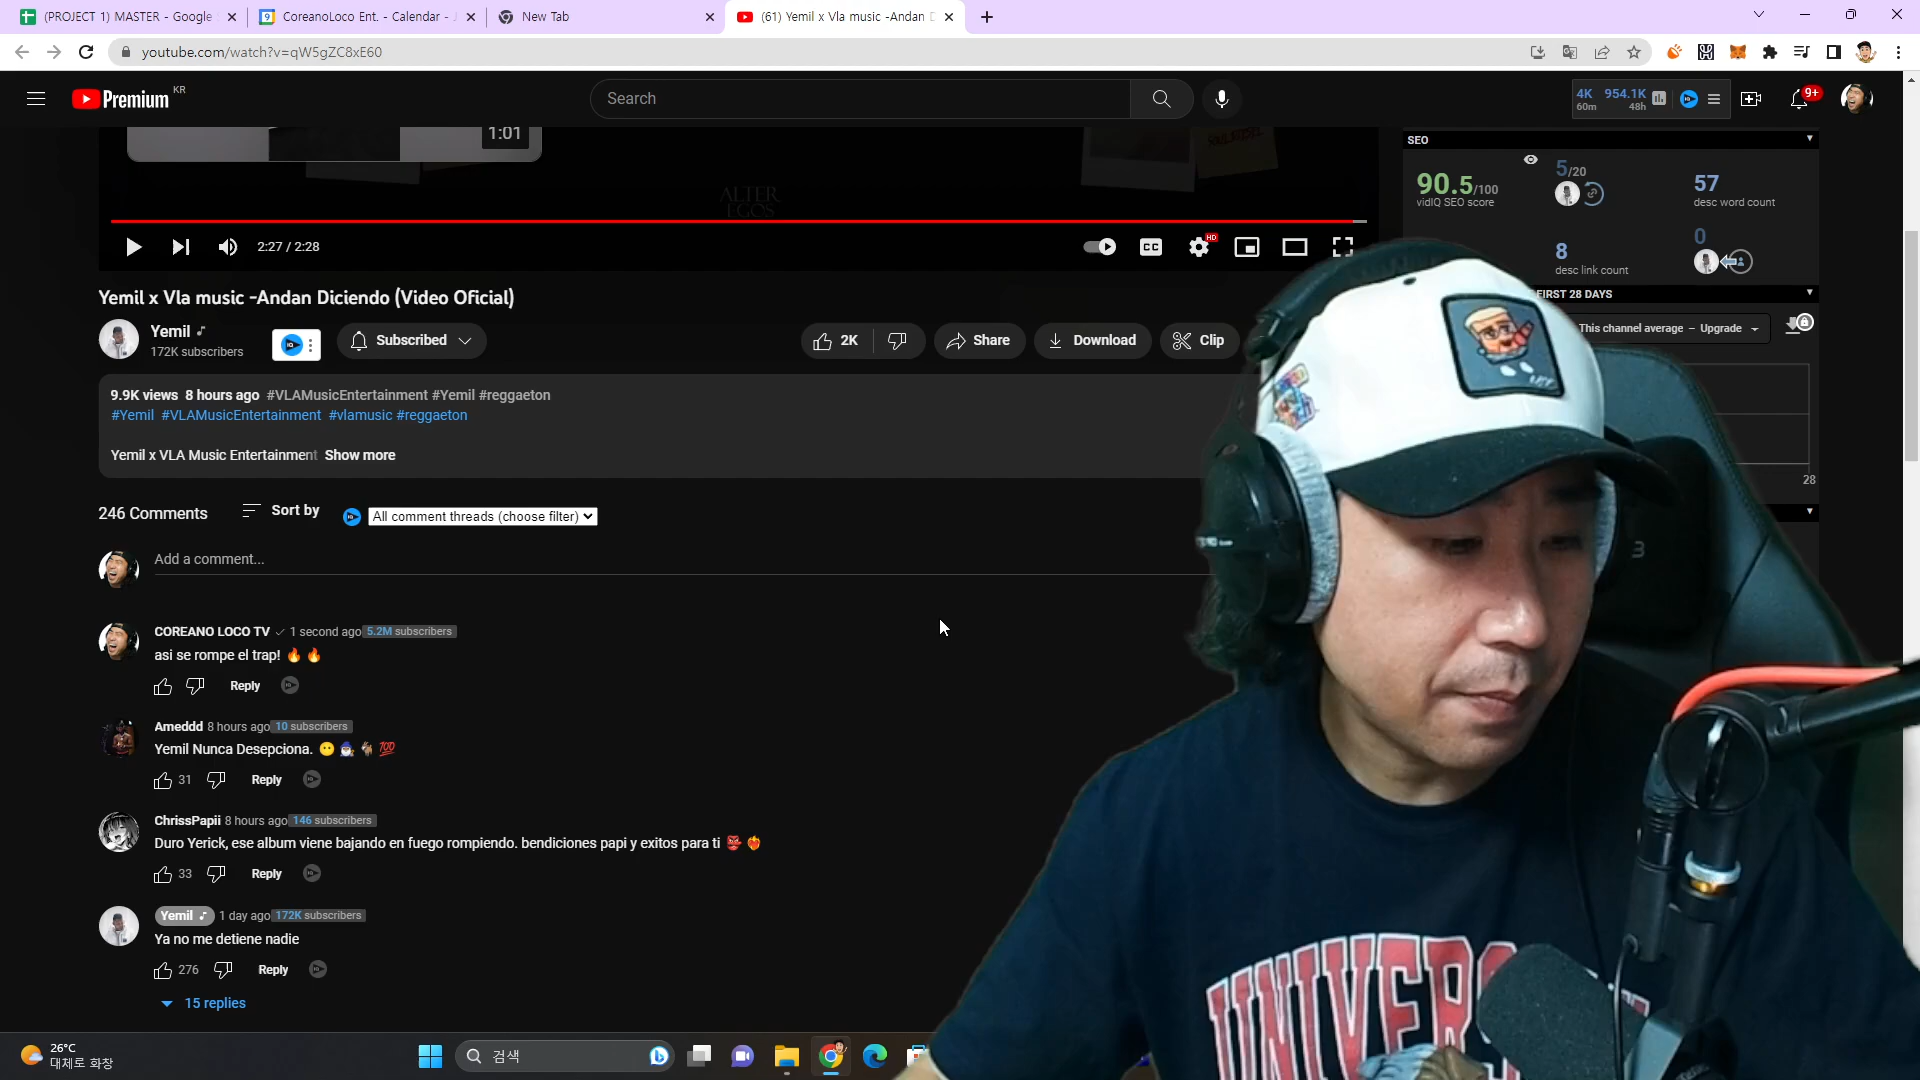 (PROJECT 1) MASTER - Google
CoreanoLoco Ent. - Calendar -
New Tab
(61) Yemil x Vla music -Andan D
youtube.com/watch?v=qW5gZC8xE60
Premium KR
Search
4K 60m
954.1K 48h
9+
1:01
ALTER
EGOS
2:27 / 2:28
CC
HD
SEO
90.5/100
vidIQ SEO score
5/20
57
desc word count
8
desc link count
0
FIRST 28 DAYS
This channel average – Upgrade
28
Yemil x Vla music -Andan Diciendo (Video Oficial)
Yemil
172K subscribers
Subscribed
2K
Share
Download
Clip
9.9K views 8 hours ago #VLAMusicEntertainment #Yemil #reggaeton
#Yemil #VLAMusicEntertainment #vlamusic #reggaeton
Yemil x VLA Music Entertainment Show more
246 Comments
Sort by
All comment threads (choose filter)
Add a comment...
COREANO LOCO TV 1 second ago 5.2M subscribers
asi se rompe el trap! 🔥 🔥
Reply
Ameddd 8 hours ago 10 subscribers
Yemil Nunca Desepciona. 😶 🧙‍♂️ 🐐 💯
31 Reply
ChrissPapii 8 hours ago 146 subscribers
Duro Yerick, ese album viene bajando en fuego rompiendo. bendiciones papi y exitos para ti 👺 ❤️‍🔥
33 Reply
Yemil 1 day ago 172K subscribers
Ya no me detiene nadie
276 Reply
15 replies
UNIVERS
26°C
대체로 화창
검색